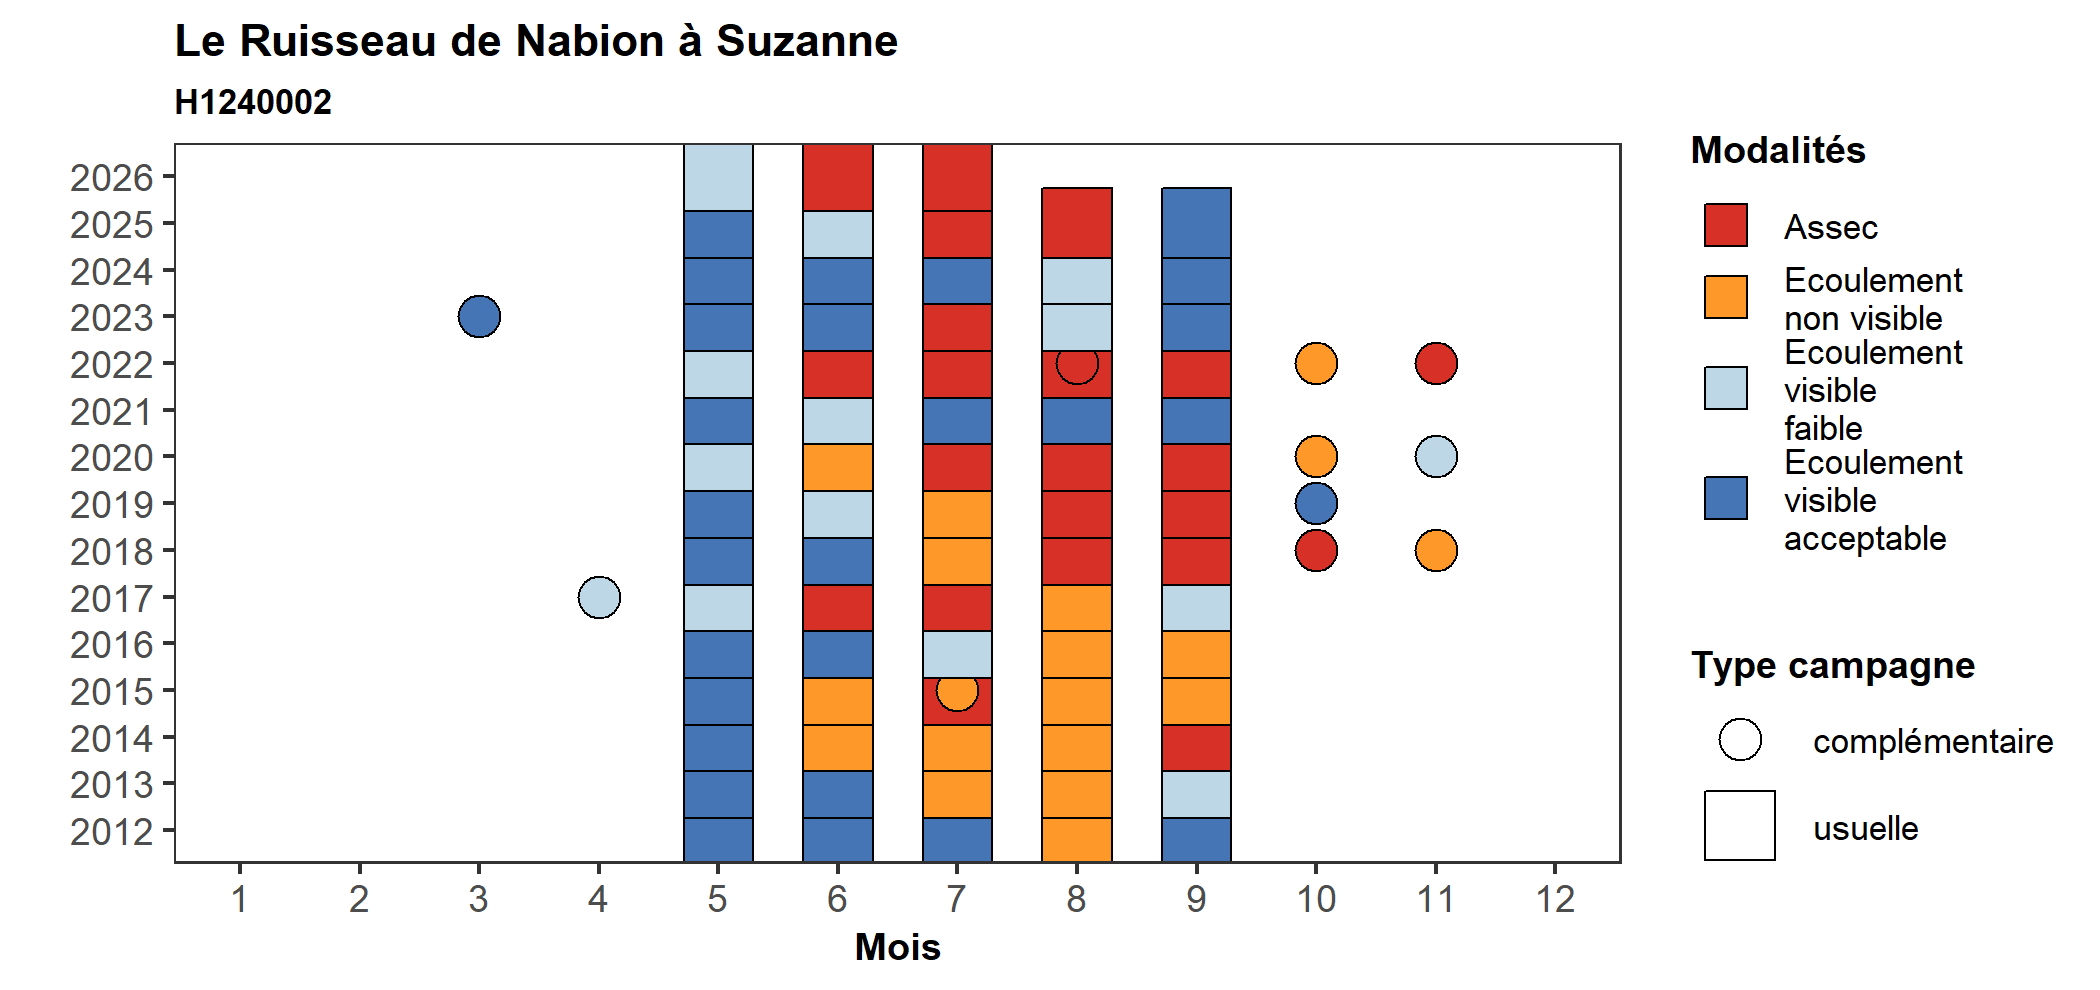 Le Ruisseau de Nabion à Suzanne
H1240002
2026
2025
2024
2023
2022
2021
2020
2019
2018
2017
2016
2015
2014
2013
2012
1 2 3 4 5 6 7 8 9 10 11 12
Mois
Modalités
Assec
Ecoulement
non visible
Ecoulement
visible
faible
Ecoulement
visible
acceptable
Type campagne
complémentaire
usuelle